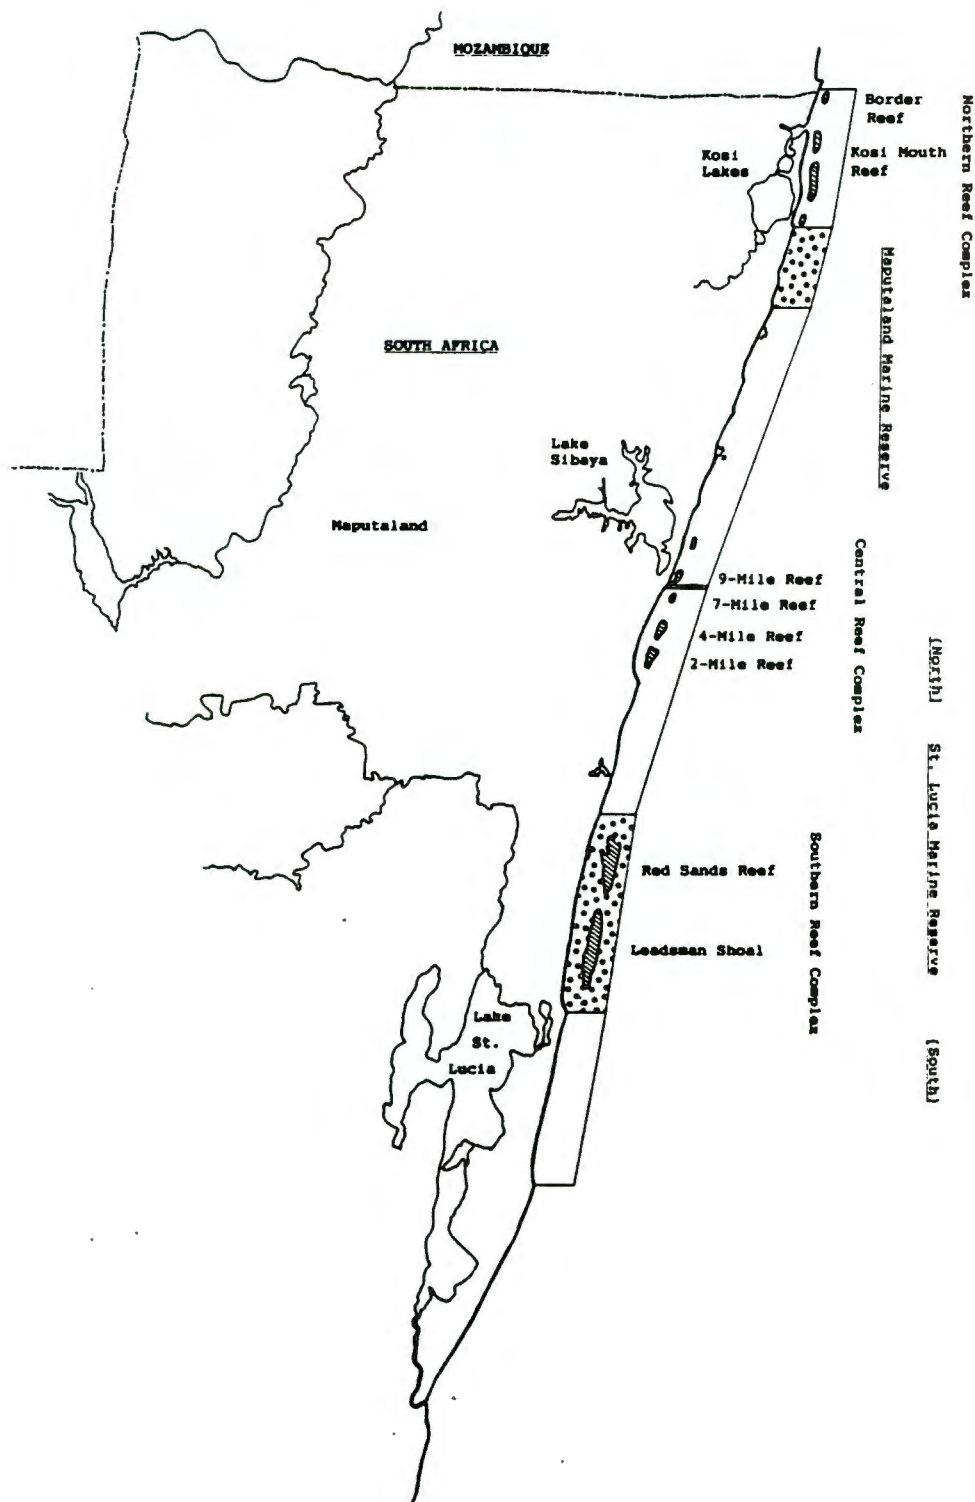 MOZAMBIQUE
Border
Reef
Kosi
Lakes
Kosi Mouth
Reef
Northern Reef Complex
SOUTH AFRICA
Maputaland Marine Reserve
Lake
Sibaya
Maputaland
9-Mile Reef
7-Mile Reef
4-Mile Reef
2-Mile Reef
Central Reef Complex
(North) St. Lucia Marine Reserve (South)
Red Sands Reef
Leadsman Shoal
Southern Reef Complex
Lake
St.
Lucia